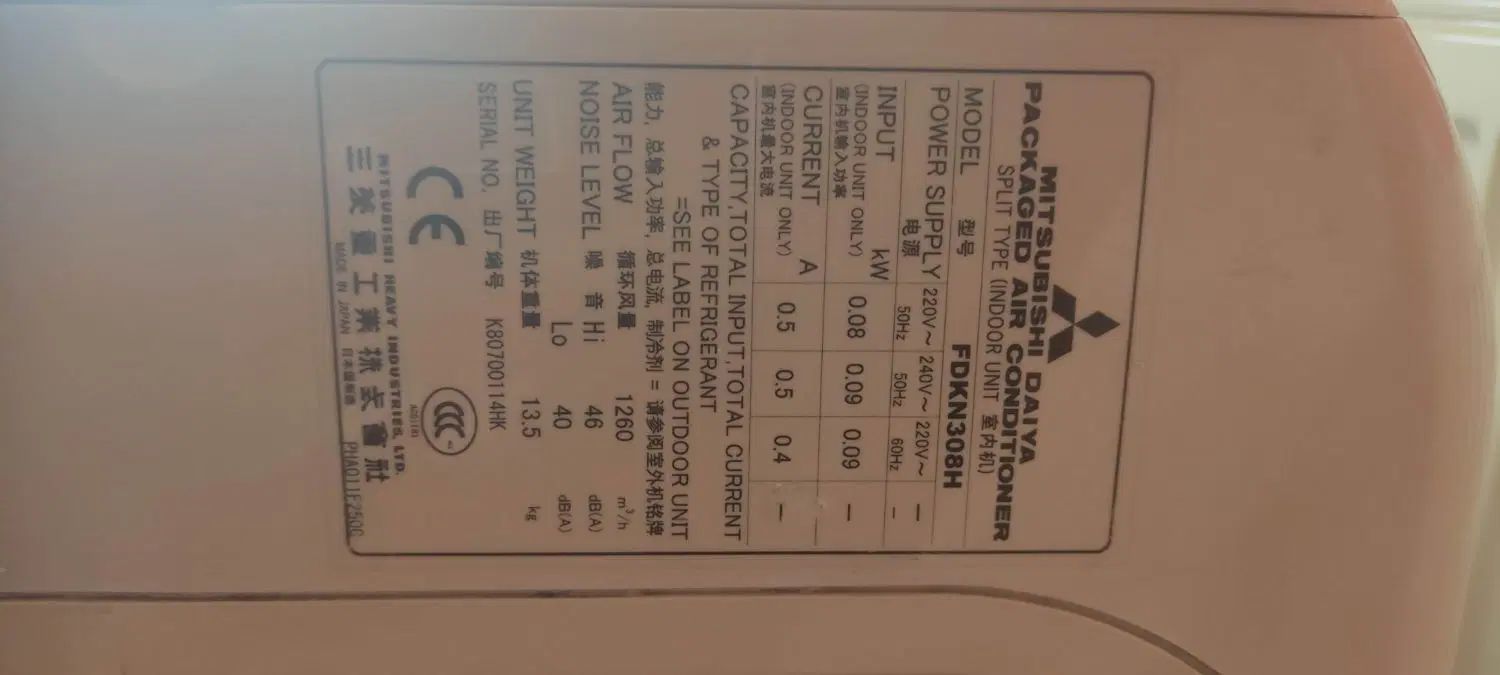 MITSUBISHI DAIYA
PACKAGED AIR CONDITIONER
SPLIT TYPE (INDOOR UNIT 室内机)
MODEL 型号 FDKN308H
POWER SUPPLY 220V~ 240V~ 220V~ −
电源 50Hz 50Hz 60Hz −
INPUT kW 0.08 0.09 0.09 −
(INDOOR UNIT ONLY)
室内机输入功率
CURRENT A 0.5 0.5 0.4 −
(INDOOR UNIT ONLY)
室内机最大电流
CAPACITY,TOTAL INPUT,TOTAL CURRENT
& TYPE OF REFRIGERANT
=SEE LABEL ON OUTDOOR UNIT
能力, 总输入功率, 总电流, 制冷剂 = 请参阅室外机铭牌
AIR FLOW 循环风量 1260 m³/h
NOISE LEVEL 噪 音 Hi 46 dB(A)
Lo 40 dB(A)
UNIT WEIGHT 机体重量 13.5 kg
SERIAL NO. 出厂编号 K80700114HK
CE CCC
MITSUBISHI HEAVY INDUSTRIES, LTD.
三菱重工業株式會社
MADE IN JAPAN 日本国制造